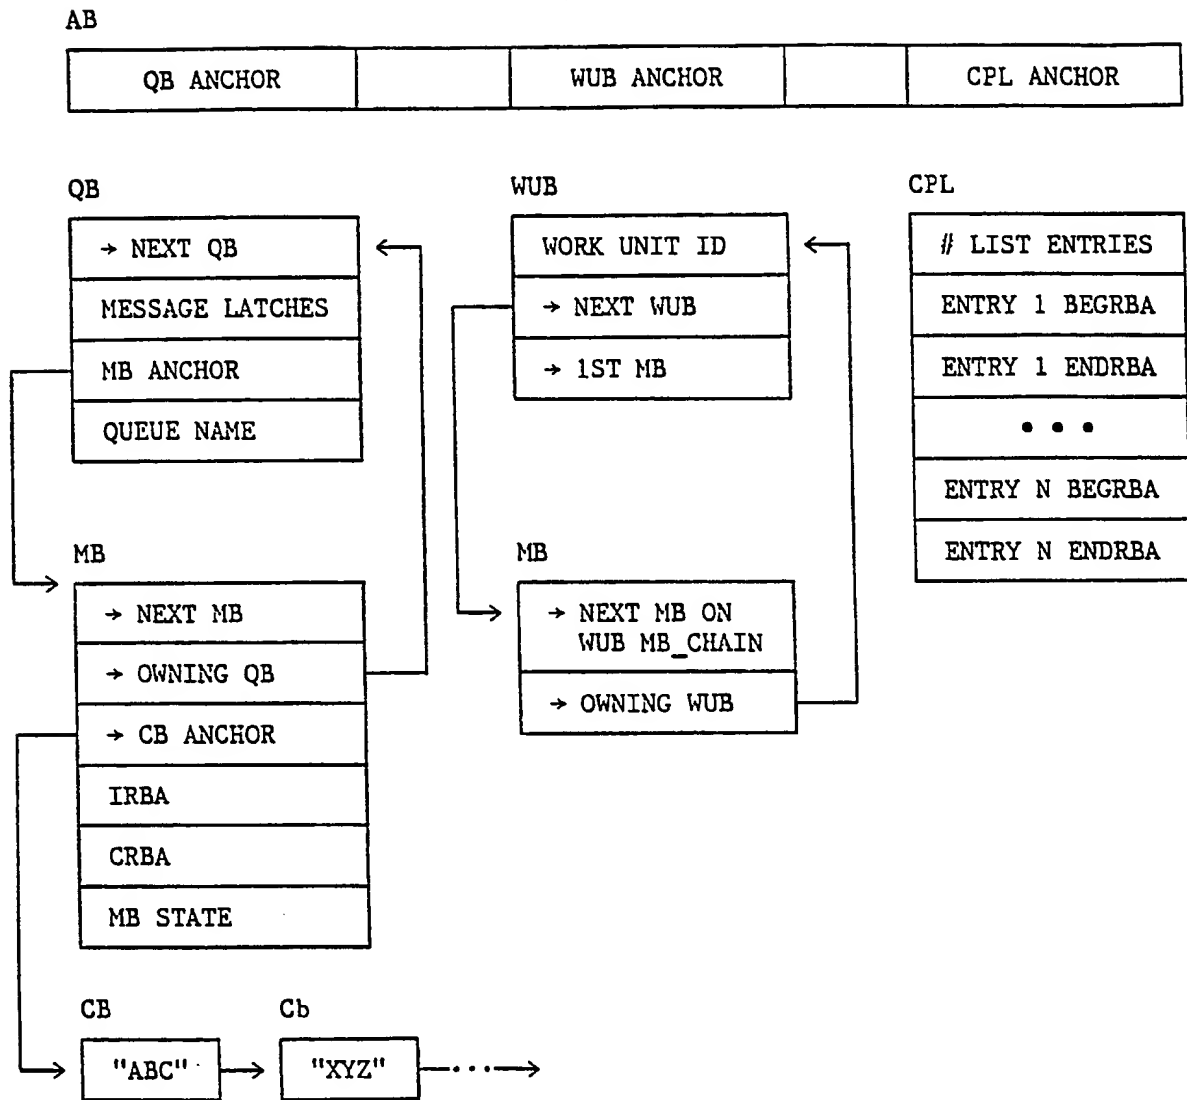 AB
QB ANCHOR WUB ANCHOR CPL ANCHOR
QB
→ NEXT QB
MESSAGE LATCHES
MB ANCHOR
QUEUE NAME
WUB
WORK UNIT ID
→ NEXT WUB
→ 1ST MB
CPL
# LIST ENTRIES
ENTRY 1 BEGRBA
ENTRY 1 ENDRBA
• • •
ENTRY N BEGRBA
ENTRY N ENDRBA
MB
→ NEXT MB
→ OWNING QB
→ CB ANCHOR
IRBA
CRBA
MB STATE
MB
→ NEXT MB ON
WUB MB_CHAIN
→ OWNING WUB
CB Cb
"ABC" "XYZ"